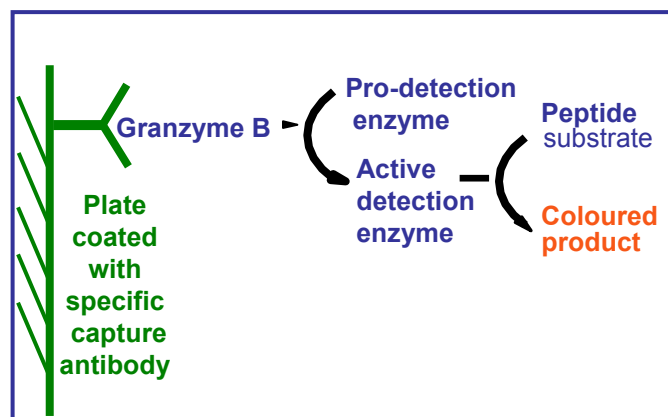 Granzyme B
Pro-detection
enzyme
Active
detection
enzyme
Peptide
substrate
Coloured
product
Plate
coated
with
specific
capture
antibody